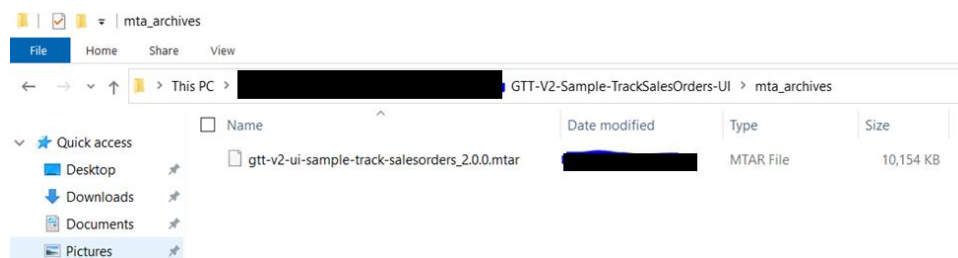 mta_archives
File Home Share View
This PC > GTT-V2-Sample-TrackSalesOrders-UI > mta_archives
Name Date modified Type Size
Quick access
gtt-v2-ui-sample-track-salesorders_2.0.0.mtar MTAR File 10,154 KB
Desktop
Downloads
Documents
Pictures